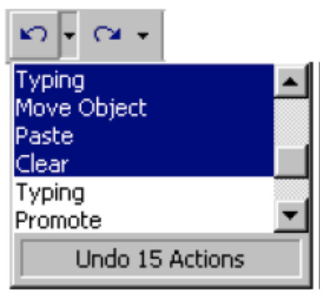 Typing
Move Object
Paste
Clear
Typing
Promote
Undo 15 Actions